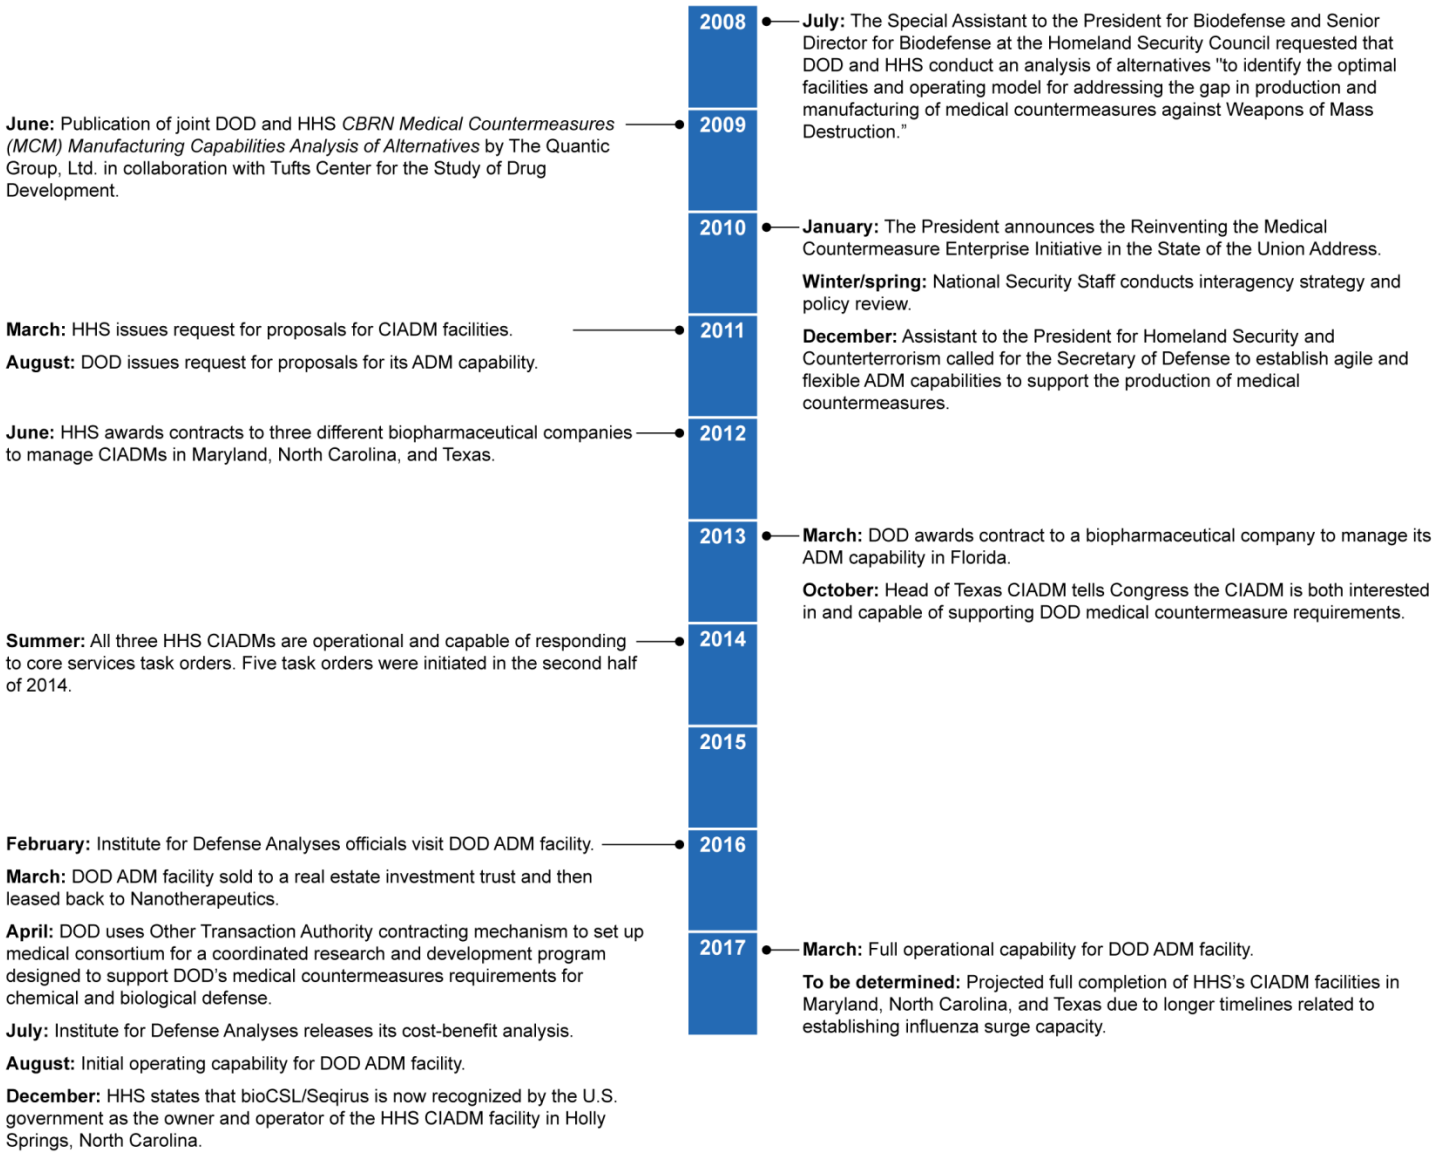 2008
July: The Special Assistant to the President for Biodefense and Senior
Director for Biodefense at the Homeland Security Council requested that
DOD and HHS conduct an analysis of alternatives "to identify the optimal
facilities and operating model for addressing the gap in production and
manufacturing of medical countermeasures against Weapons of Mass
Destruction.”
2009
June: Publication of joint DOD and HHS CBRN Medical Countermeasures
(MCM) Manufacturing Capabilities Analysis of Alternatives by The Quantic
Group, Ltd. in collaboration with Tufts Center for the Study of Drug
Development.
2010
January: The President announces the Reinventing the Medical
Countermeasure Enterprise Initiative in the State of the Union Address.
Winter/spring: National Security Staff conducts interagency strategy and
policy review.
December: Assistant to the President for Homeland Security and
Counterterrorism called for the Secretary of Defense to establish agile and
flexible ADM capabilities to support the production of medical
countermeasures.
2011
March: HHS issues request for proposals for CIADM facilities.
August: DOD issues request for proposals for its ADM capability.
2012
June: HHS awards contracts to three different biopharmaceutical companies
to manage CIADMs in Maryland, North Carolina, and Texas.
2013
March: DOD awards contract to a biopharmaceutical company to manage its
ADM capability in Florida.
October: Head of Texas CIADM tells Congress the CIADM is both interested
in and capable of supporting DOD medical countermeasure requirements.
2014
Summer: All three HHS CIADMs are operational and capable of responding
to core services task orders. Five task orders were initiated in the second half
of 2014.
2015
2016
February: Institute for Defense Analyses officials visit DOD ADM facility.
March: DOD ADM facility sold to a real estate investment trust and then
leased back to Nanotherapeutics.
April: DOD uses Other Transaction Authority contracting mechanism to set up
medical consortium for a coordinated research and development program
designed to support DOD’s medical countermeasures requirements for
chemical and biological defense.
July: Institute for Defense Analyses releases its cost-benefit analysis.
August: Initial operating capability for DOD ADM facility.
December: HHS states that bioCSL/Seqirus is now recognized by the U.S.
government as the owner and operator of the HHS CIADM facility in Holly
Springs, North Carolina.
2017
March: Full operational capability for DOD ADM facility.
To be determined: Projected full completion of HHS’s CIADM facilities in
Maryland, North Carolina, and Texas due to longer timelines related to
establishing influenza surge capacity.